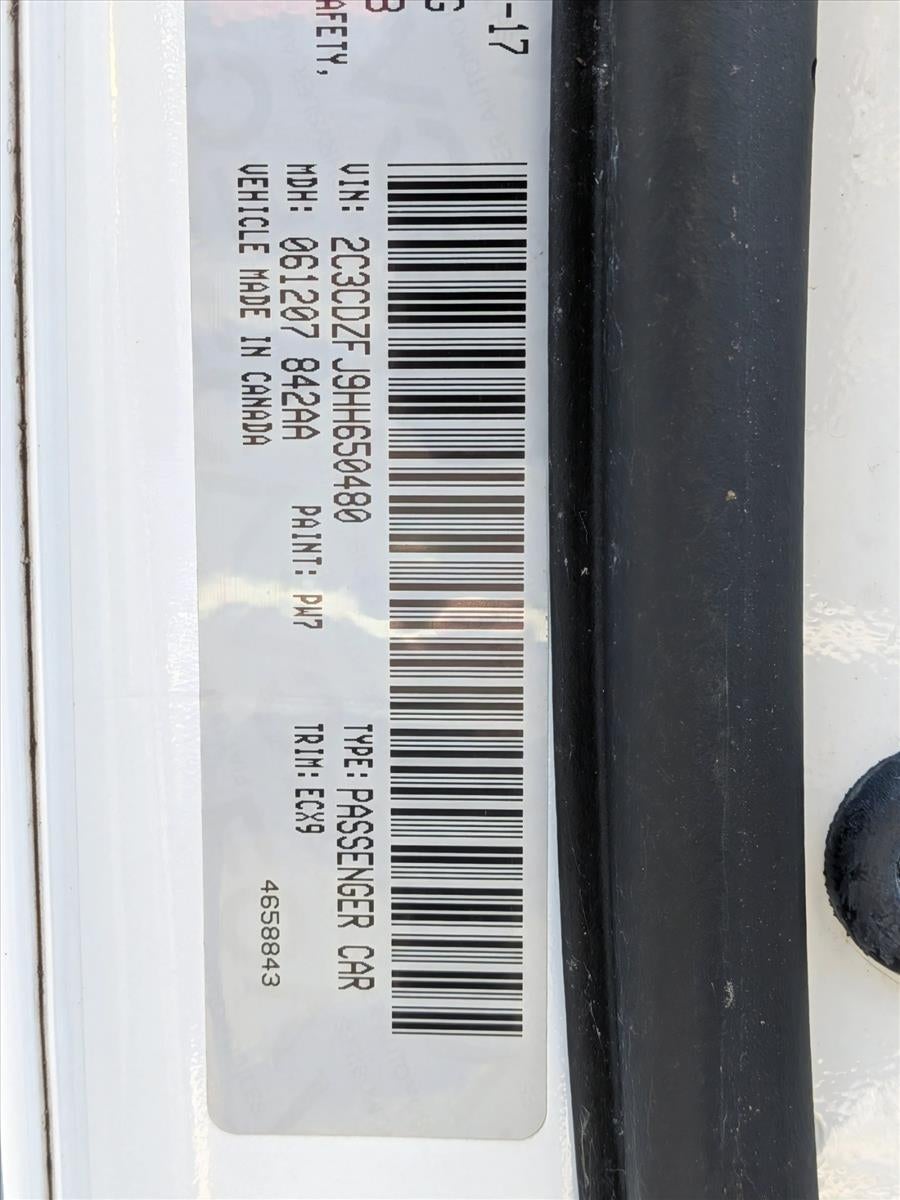 -17
G
B
AFETY,
VIN: 2C3CDZFJ9HH650480 TYPE: PASSENGER CAR
MDH: 061207 842AA PAINT: PW7 TRIM: ECX9
VEHICLE MADE IN CANADA
4658843